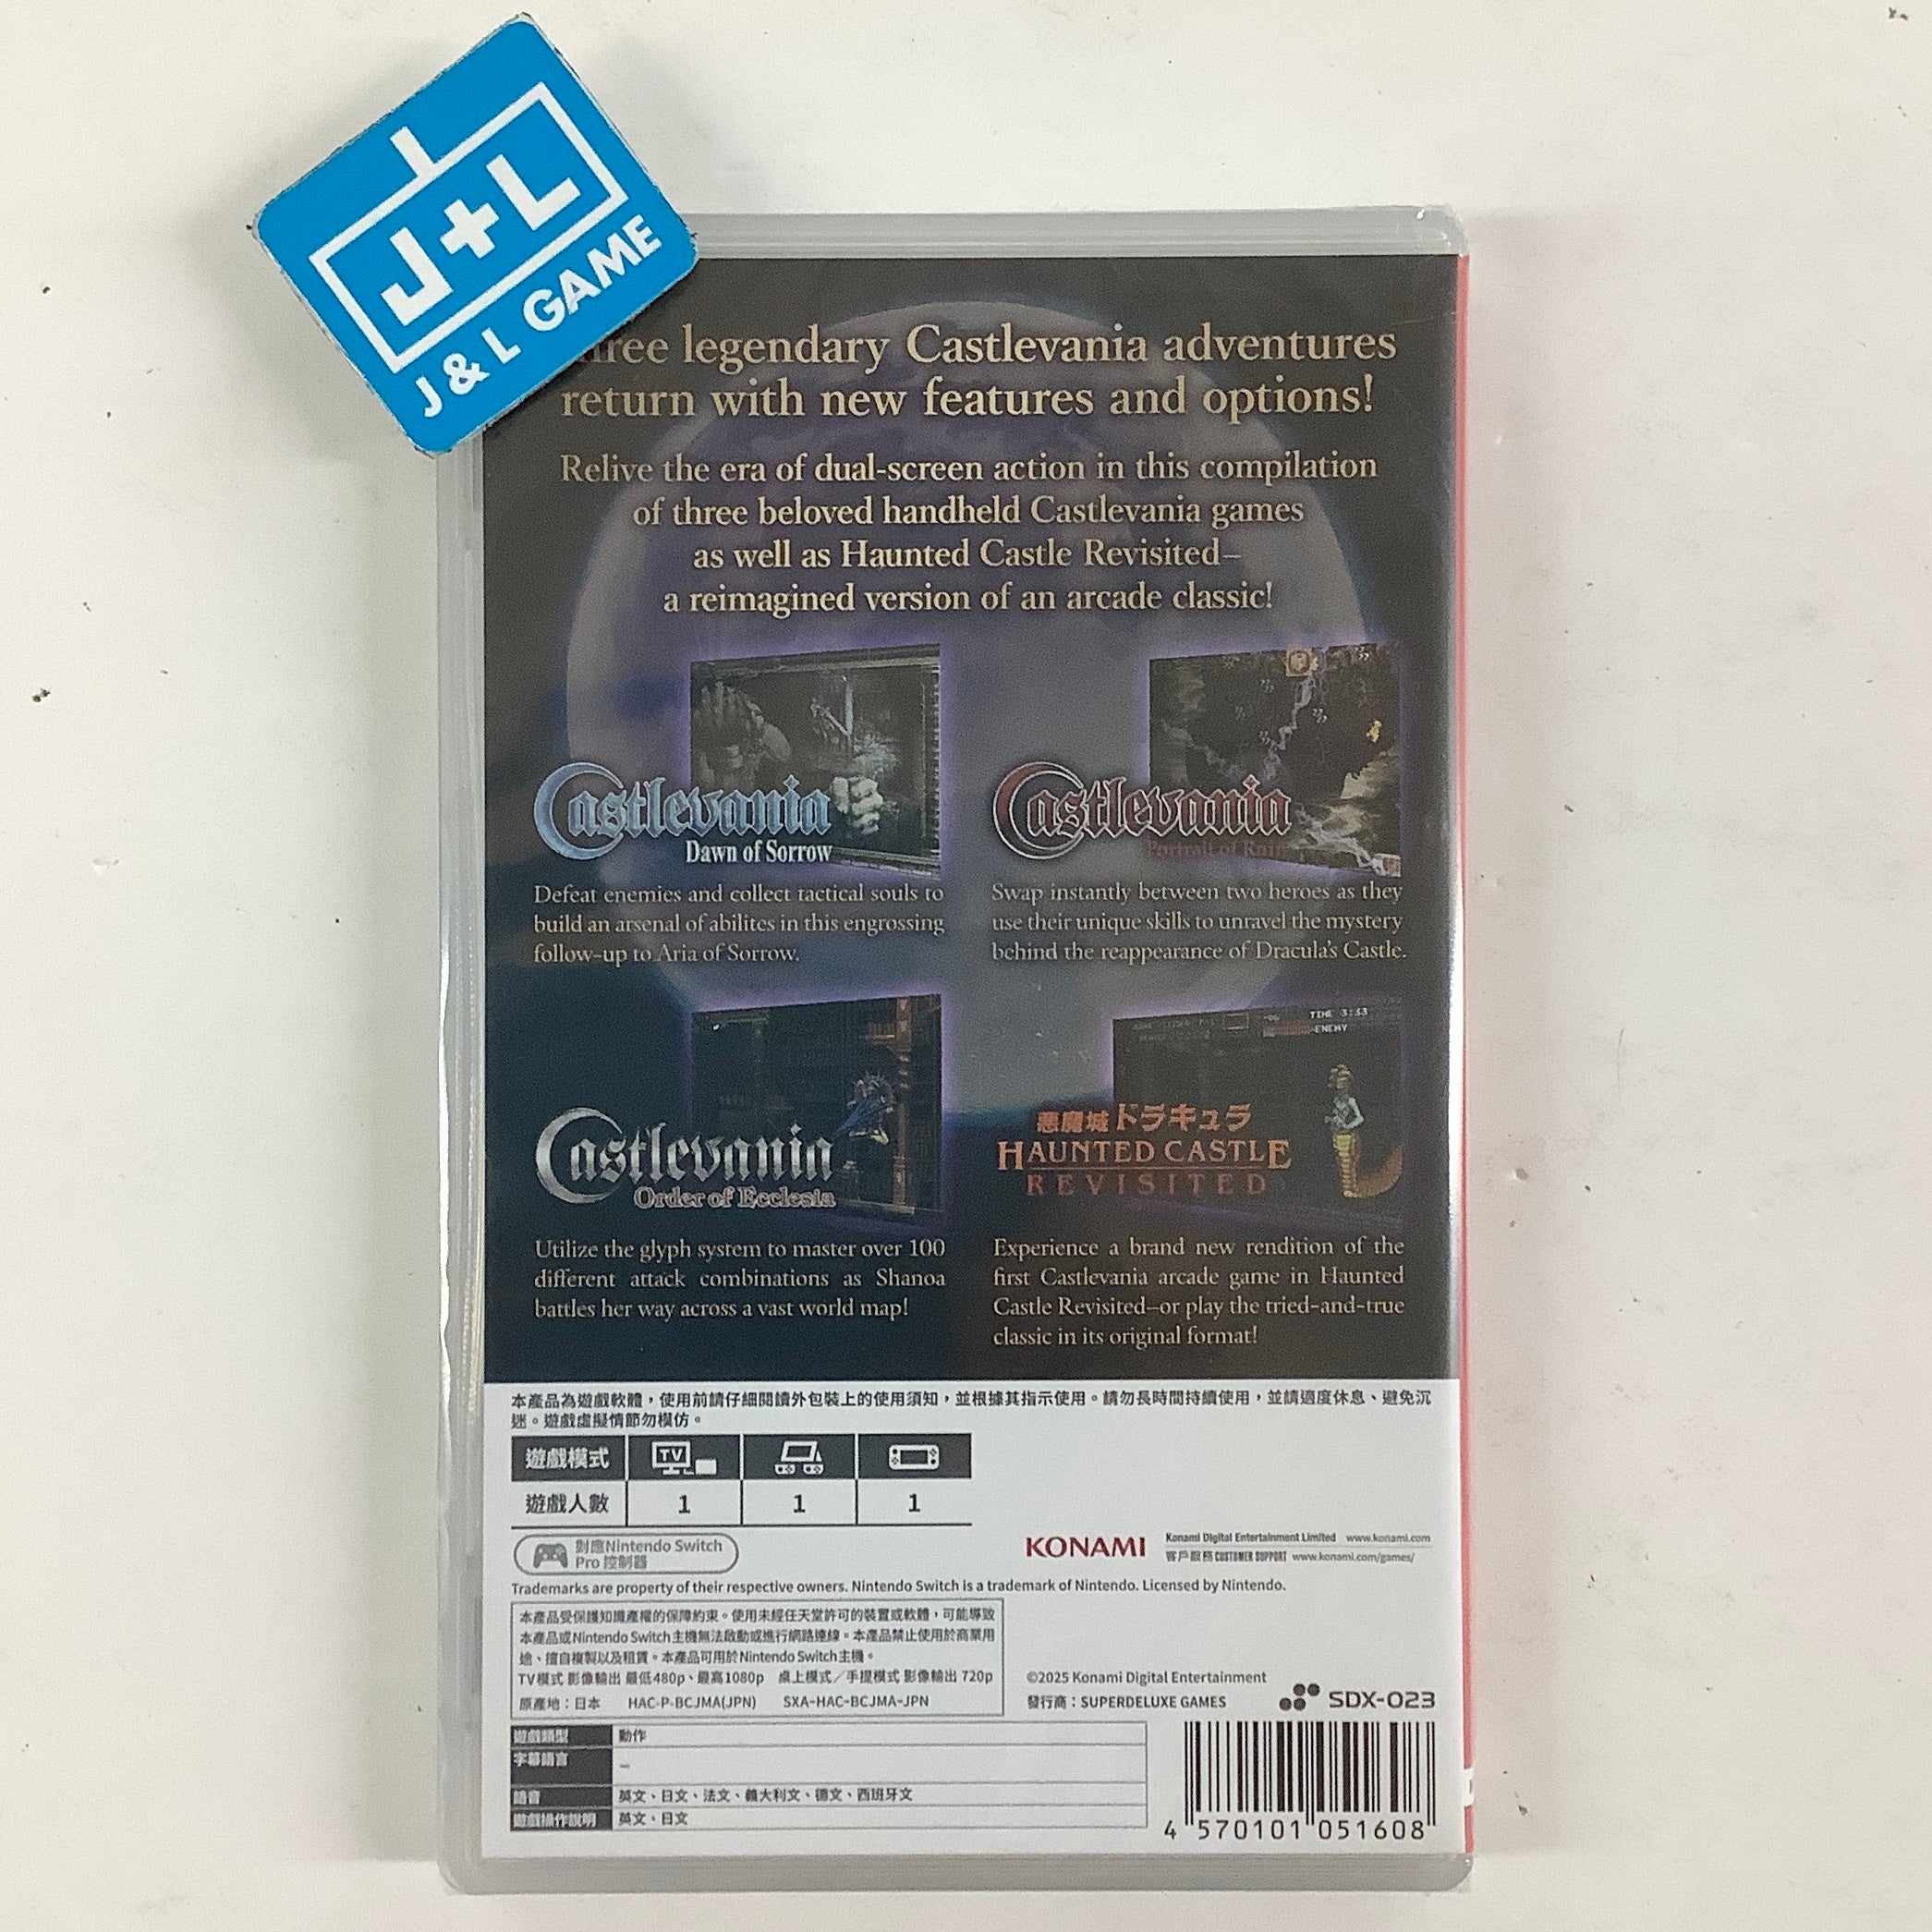 J+L
J & L GAME
legendary Castlevania adventures
return with new features and options!
Relive the era of dual-screen action in this compilation
of three beloved handheld Castlevania games
as well as Haunted Castle Revisited–
a reimagined version of an arcade classic!
Castlevania
Dawn of Sorrow
Defeat enemies and collect tactical souls to
build an arsenal of abilites in this engrossing
follow-up to Aria of Sorrow.
Castlevania
Portrait of Ruin
Swap instantly between two heroes as they
use their unique skills to unravel the mystery
behind the reappearance of Dracula's Castle.
Castlevania
Order of Ecclesia
Utilize the glyph system to master over 100
different attack combinations as Shanoa
battles her way across a vast world map!
TIME 3:33
ENEMY
悪魔城ドラキュラ
HAUNTED CASTLE
REVISITED
Experience a brand new rendition of the
first Castlevania arcade game in Haunted
Castle Revisited–or play the tried-and-true
classic in its original format!
本產品為遊戲軟體，使用前請仔細閱讀外包裝上的使用須知，並根據其指示使用。請勿長時間持續使用，並請適度休息、避免沉
迷。遊戲虛擬情節勿模仿。
遊戲模式 TV
遊戲人數 1 1 1
對應Nintendo Switch
Pro 控制器
KONAMI
Konami Digital Entertainment Limited www.konami.com
客戶服務 CUSTOMER SUPPORT www.konami.com/games/
Trademarks are property of their respective owners. Nintendo Switch is a trademark of Nintendo. Licensed by Nintendo.
本產品受保護知識產權的保障約束。使用未經任天堂許可的裝置或軟體，可能導致
本產品或Nintendo Switch主機無法啟動或進行網路連線。本產品禁止使用於商業用
途、擅自複製以及租賃。本產品可用於Nintendo Switch主機。
TV模式 影像輸出 最低480p、最高1080p 桌上模式／手提模式 影像輸出 720p
原產地：日本 HAC-P-BCJMA(JPN) SXA-HAC-BCJMA-JPN
©2025 Konami Digital Entertainment
發行商：SUPERDELUXE GAMES
SDX-023
遊戲類型 動作
字幕語言 –
語音 英文、日文、法文、義大利文、德文、西班牙文
遊戲操作說明 英文、日文
4 570101 051608